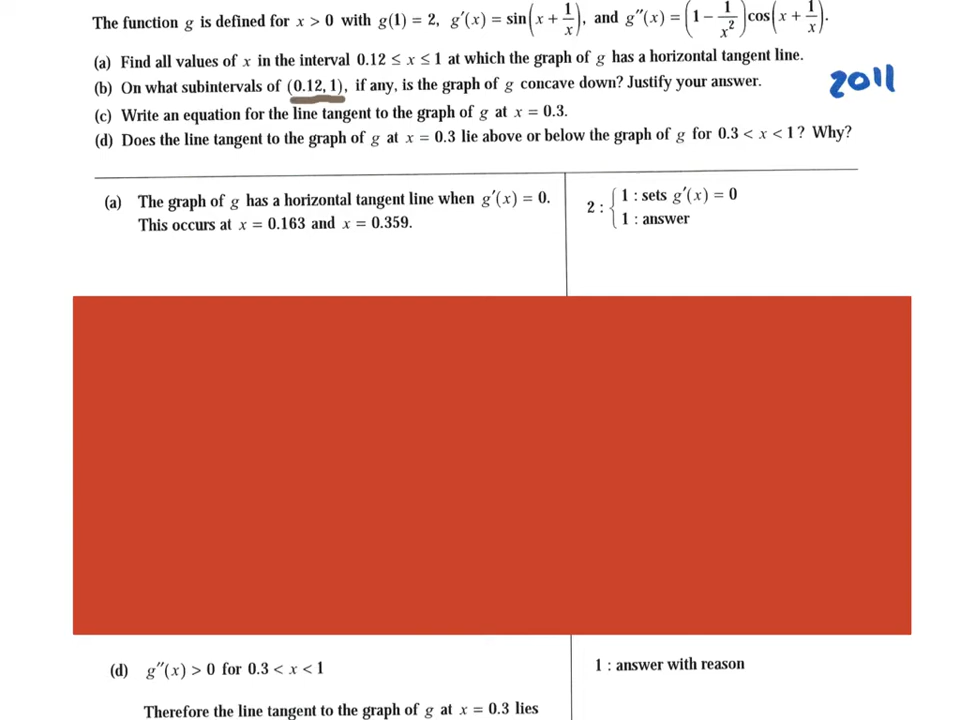 The function g is defined for x > 0 with g(1) = 2, g′(x) = sin(x + 1/x), and g″(x) = (1 − 1/x²)cos(x + 1/x).
(a) Find all values of x in the interval 0.12 ≤ x ≤ 1 at which the graph of g has a horizontal tangent line.
(b) On what subintervals of (0.12, 1), if any, is the graph of g concave down? Justify your answer.
2011
(c) Write an equation for the line tangent to the graph of g at x = 0.3.
(d) Does the line tangent to the graph of g at x = 0.3 lie above or below the graph of g for 0.3 < x < 1? Why?
(a) The graph of g has a horizontal tangent line when g′(x) = 0.
This occurs at x = 0.163 and x = 0.359.
2 : { 1 : sets g′(x) = 0
1 : answer
(d) g″(x) > 0 for 0.3 < x < 1
Therefore the line tangent to the graph of g at x = 0.3 lies
1 : answer with reason